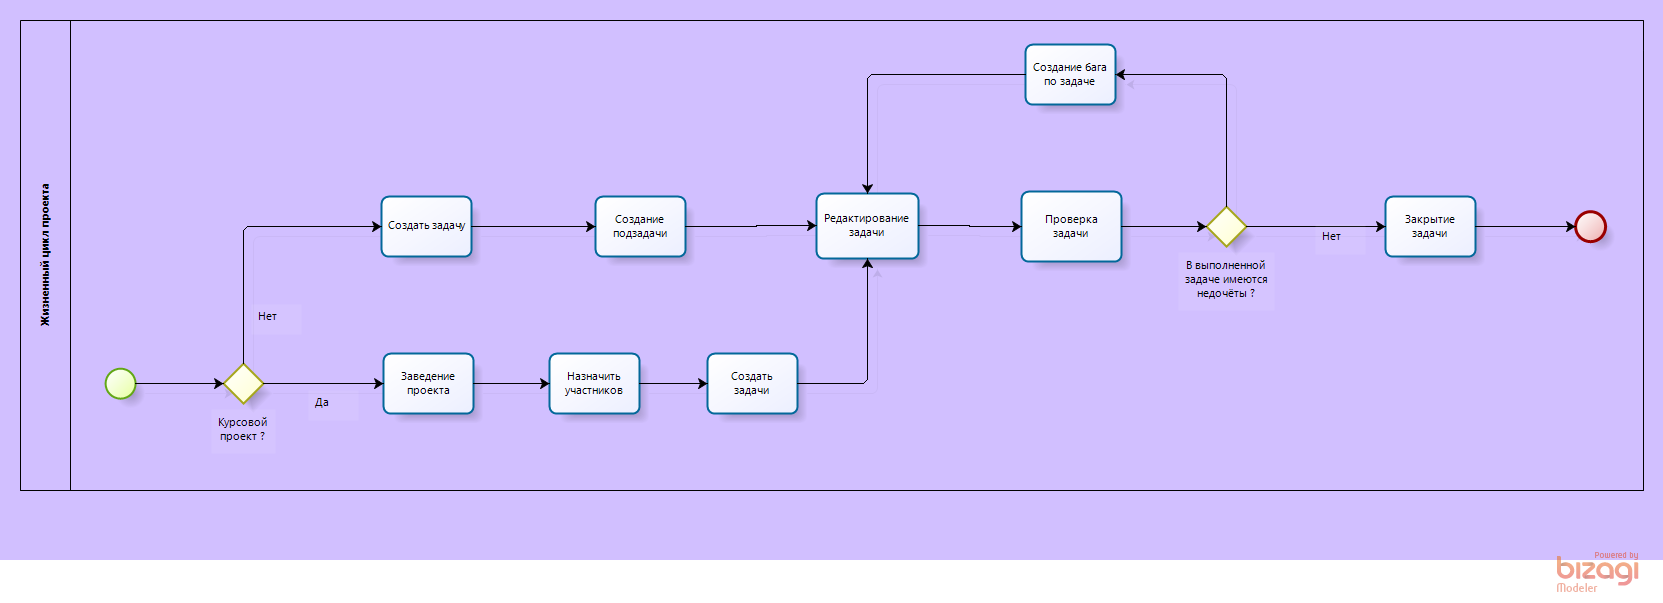 Жизненный цикл проекта
Создание бага
по задаче
Создать задачу
Создание
подзадачи
Редактирование
задачи
Проверка
задачи
Закрытие
задачи
Нет
В выполненной
задаче имеются
недочёты ?
Нет
Заведение
проекта
Назначить
участников
Создать
задачи
Да
Курсовой
проект ?
Powered by
bizagi
Modeler